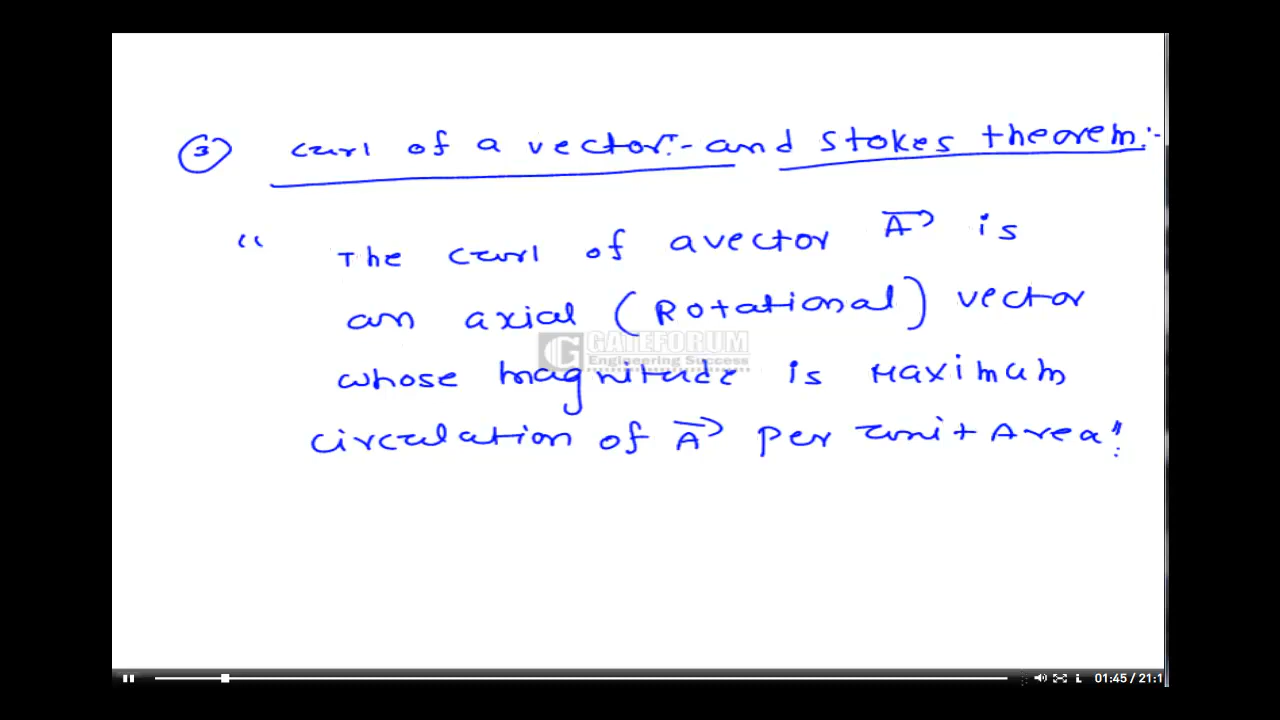 ③ curl of a vector:- and stokes theorem:-
" The curl of a vector A⃗ is
an axial (Rotational) vector
GATEFORUM
Engineering Success
whose magnitude is maximum
circulation of A⃗ per unit Area".
01:45 / 21:1